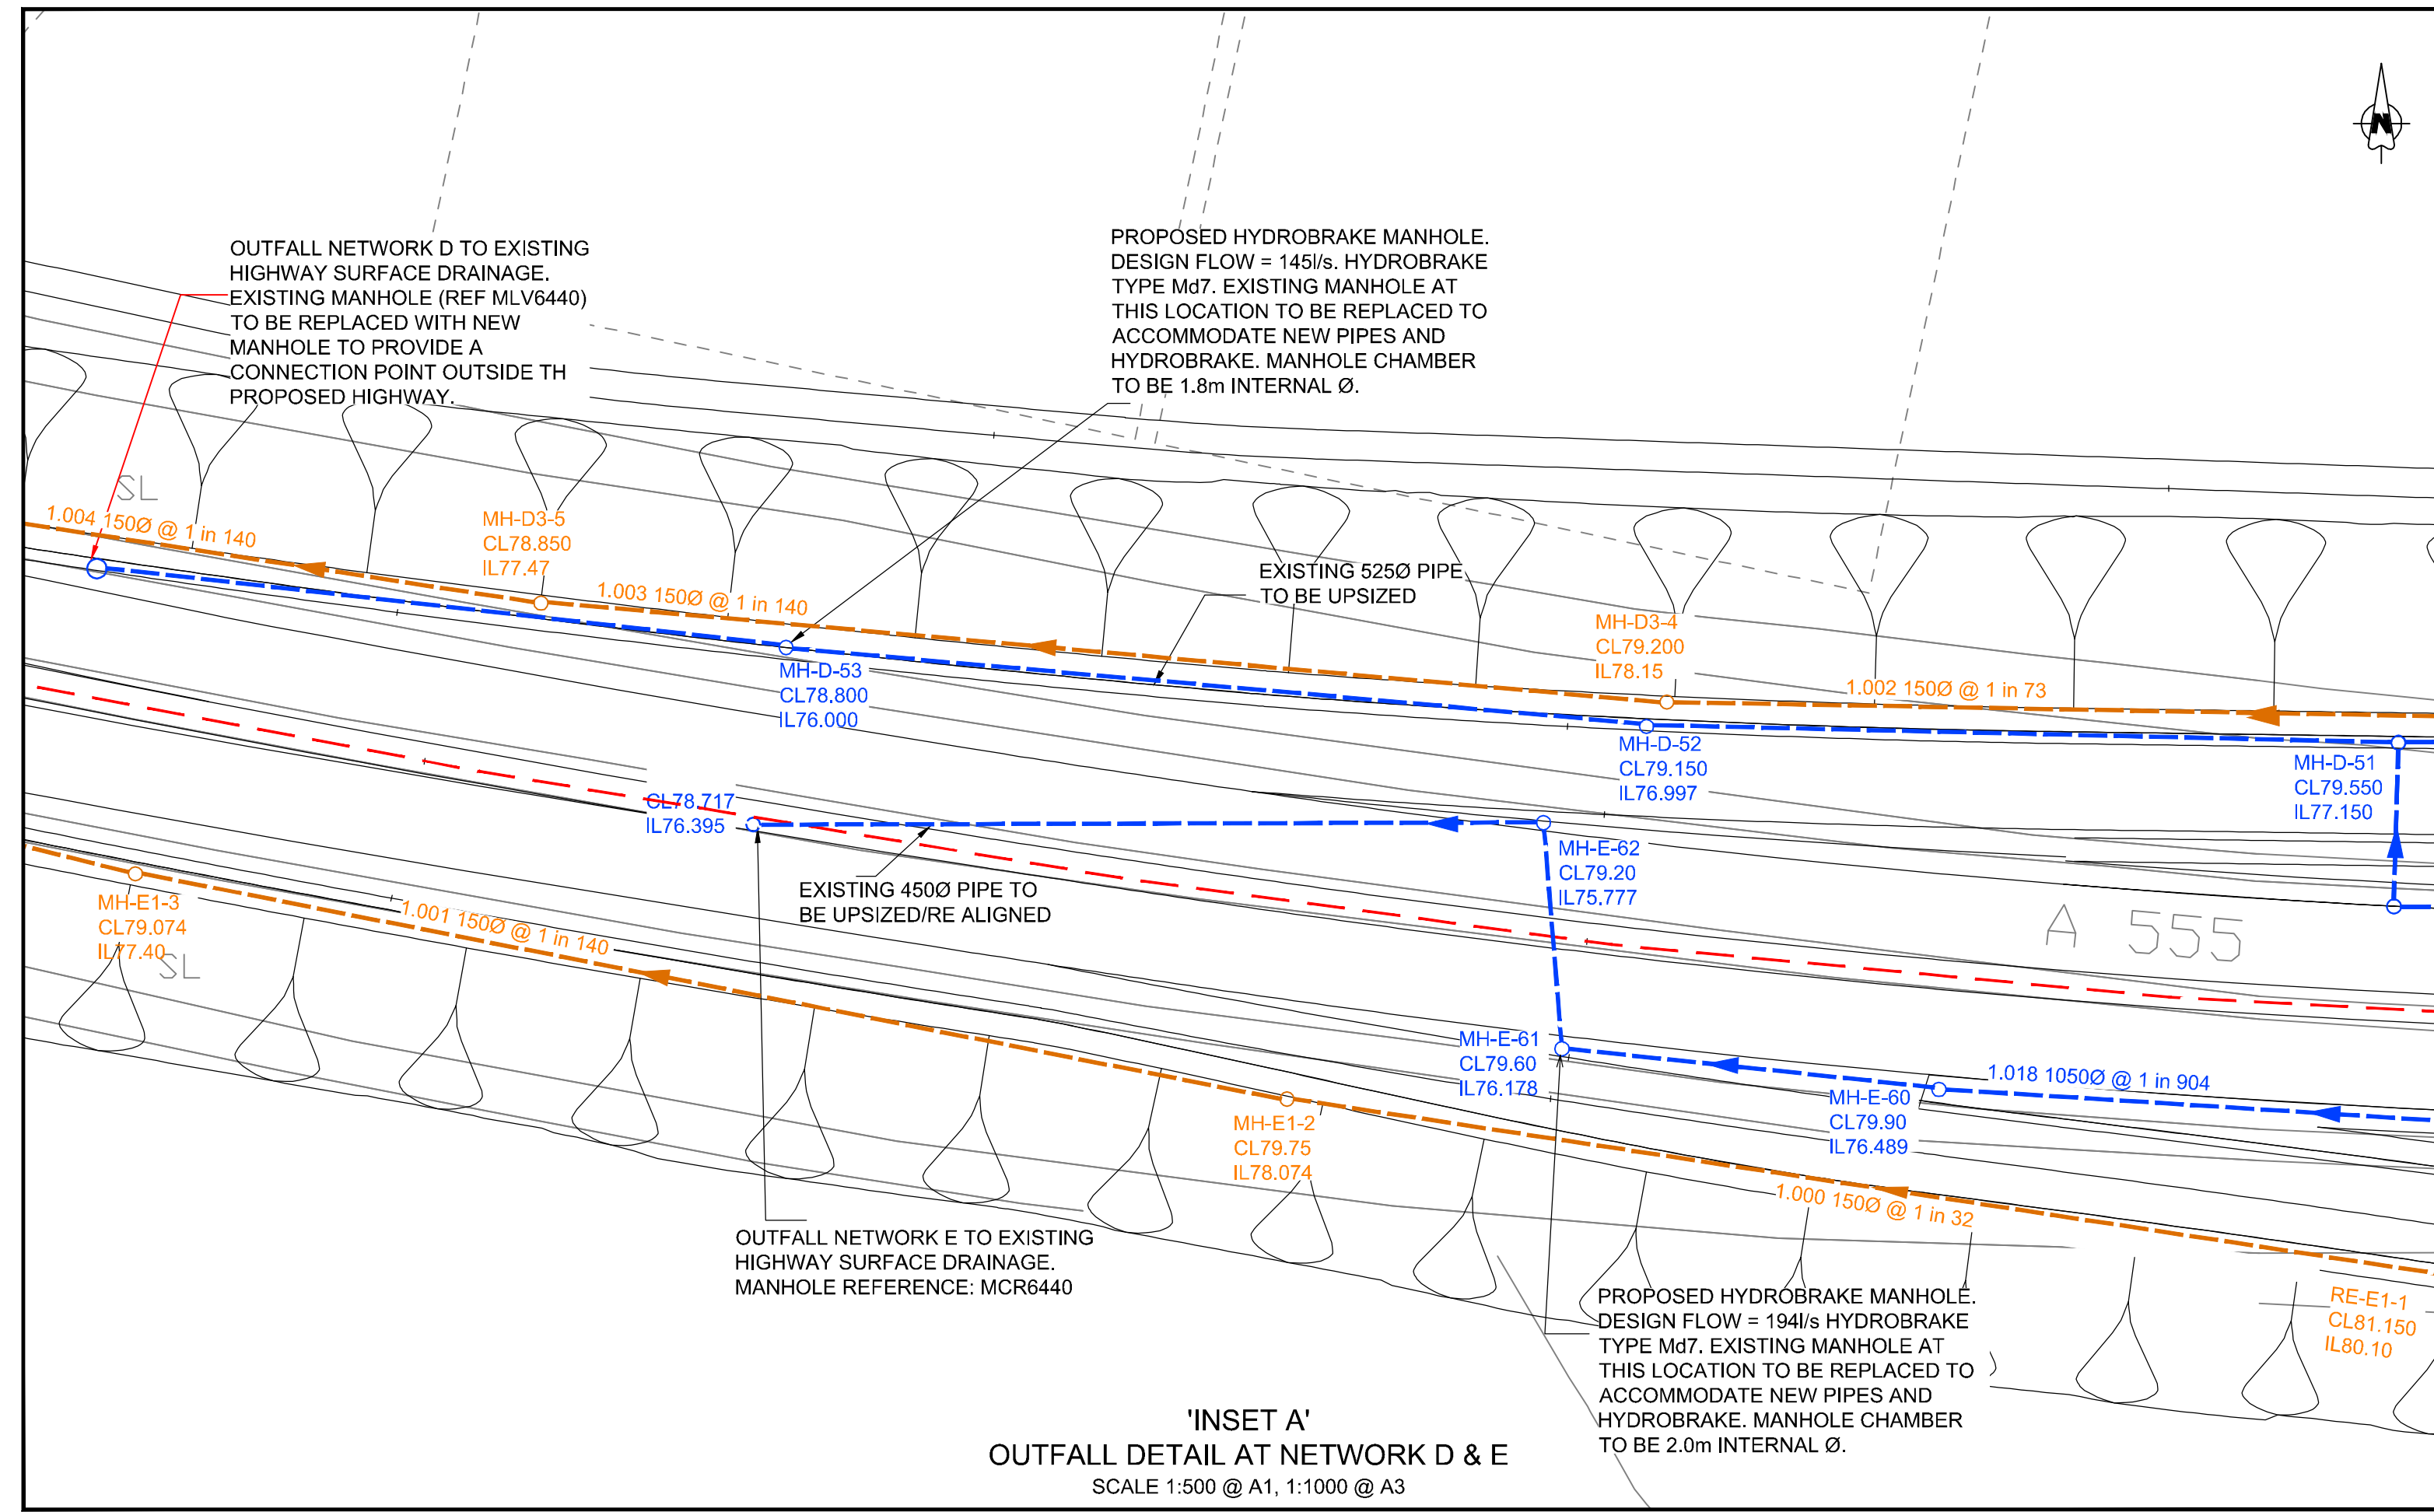 N
OUTFALL NETWORK D TO EXISTING
HIGHWAY SURFACE DRAINAGE.
EXISTING MANHOLE (REF MLV6440)
TO BE REPLACED WITH NEW
MANHOLE TO PROVIDE A
CONNECTION POINT OUTSIDE TH
PROPOSED HIGHWAY.
PROPOSED HYDROBRAKE MANHOLE.
DESIGN FLOW = 145l/s. HYDROBRAKE
TYPE Md7. EXISTING MANHOLE AT
THIS LOCATION TO BE REPLACED TO
ACCOMMODATE NEW PIPES AND
HYDROBRAKE. MANHOLE CHAMBER
TO BE 1.8m INTERNAL Ø.
SL
1.004 150Ø @ 1 in 140
MH-D3-5
CL78.850
IL77.47
1.003 150Ø @ 1 in 140
EXISTING 525Ø PIPE
TO BE UPSIZED
MH-D3-4
CL79.200
IL78.15
1.002 150Ø @ 1 in 73
MH-D-53
CL78.800
IL76.000
MH-D-52
CL79.150
IL76.997
MH-D-51
CL79.550
IL77.150
CL78.717
IL76.395
MH-E-62
CL79.20
IL75.777
EXISTING 450Ø PIPE TO
BE UPSIZED/RE ALIGNED
A 555
MH-E1-3
CL79.074
IL77.40
SL
1.001 150Ø @ 1 in 140
MH-E-61
CL79.60
IL76.178
1.018 1050Ø @ 1 in 904
MH-E-60
CL79.90
IL76.489
MH-E1-2
CL79.75
IL78.074
1.000 150Ø @ 1 in 32
OUTFALL NETWORK E TO EXISTING
HIGHWAY SURFACE DRAINAGE.
MANHOLE REFERENCE: MCR6440
PROPOSED HYDROBRAKE MANHOLE.
DESIGN FLOW = 194l/s HYDROBRAKE
TYPE Md7. EXISTING MANHOLE AT
THIS LOCATION TO BE REPLACED TO
ACCOMMODATE NEW PIPES AND
HYDROBRAKE. MANHOLE CHAMBER
TO BE 2.0m INTERNAL Ø.
RE-E1-1
CL81.150
IL80.10
'INSET A'
OUTFALL DETAIL AT NETWORK D & E
SCALE 1:500 @ A1, 1:1000 @ A3